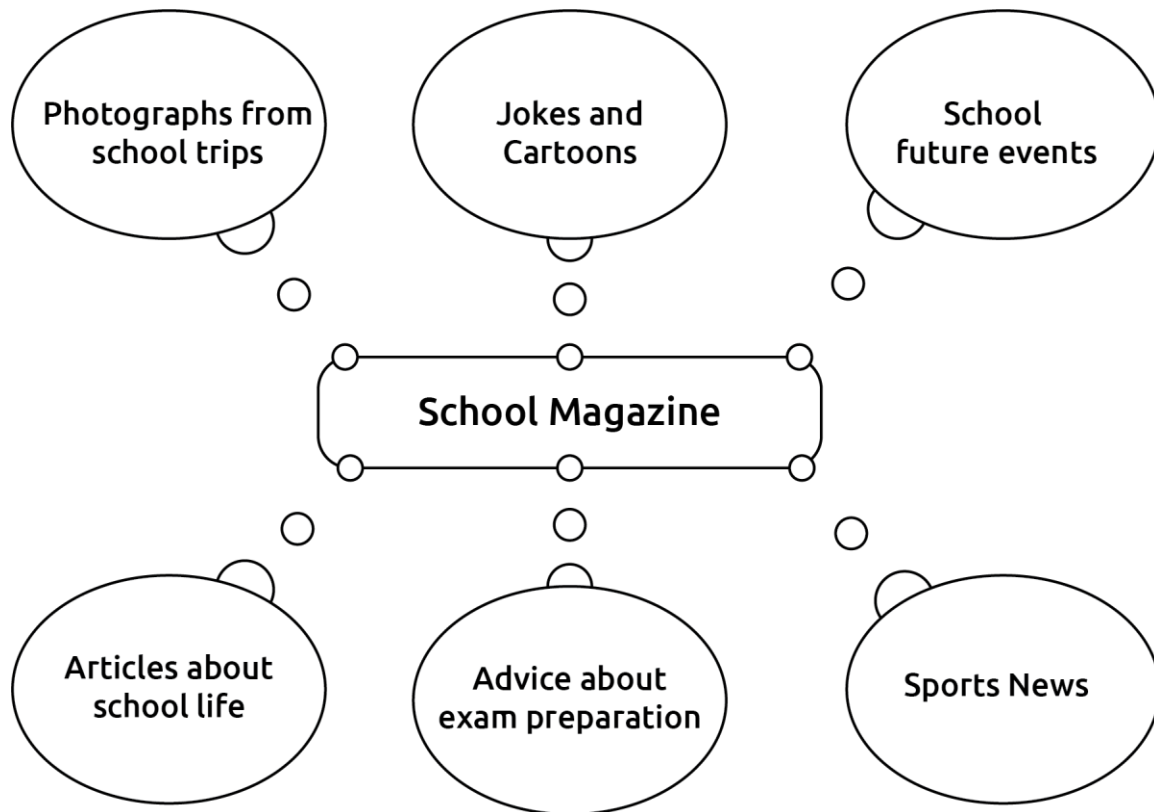 Photographs from
school trips
Jokes and
Cartoons
School
future events
School Magazine
Articles about
school life
Advice about
exam preparation
Sports News